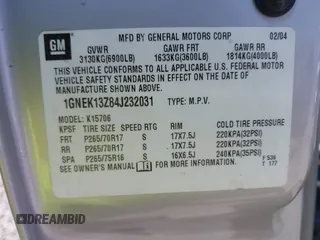 GM
MFD BY GENERAL MOTORS CORP 02/04
GVWR GAWR FRT GAWR RR
3130KG(6900LB) 1633KG(3600LB) 1814KG(4000LB)
THIS VEHICLE CONFORMS TO ALL APPLICABLE U.S. FEDERAL MOTOR
VEHICLE SAFETY STANDARDS IN EFFECT ON THE DATE OF
MANUFACTURE SHOWN ABOVE.
1GNEK13Z84J232031 TYPE: M.P.V.
MODEL: K15706
KPSF TIRE SIZE SPEED RTG RIM COLD TIRE PRESSURE
FRT P265/70R17 S 17X7.5J 220KPA(32PSI)
RR P265/70R17 S 17X7.5J 220KPA(32PSI)
SPA P265/75R16 S 16X6.5J 240KPA(35PSI)
SEE OWNER'S MANUAL FOR MORE INFORMATION. F 536
T 177
DREAMBID